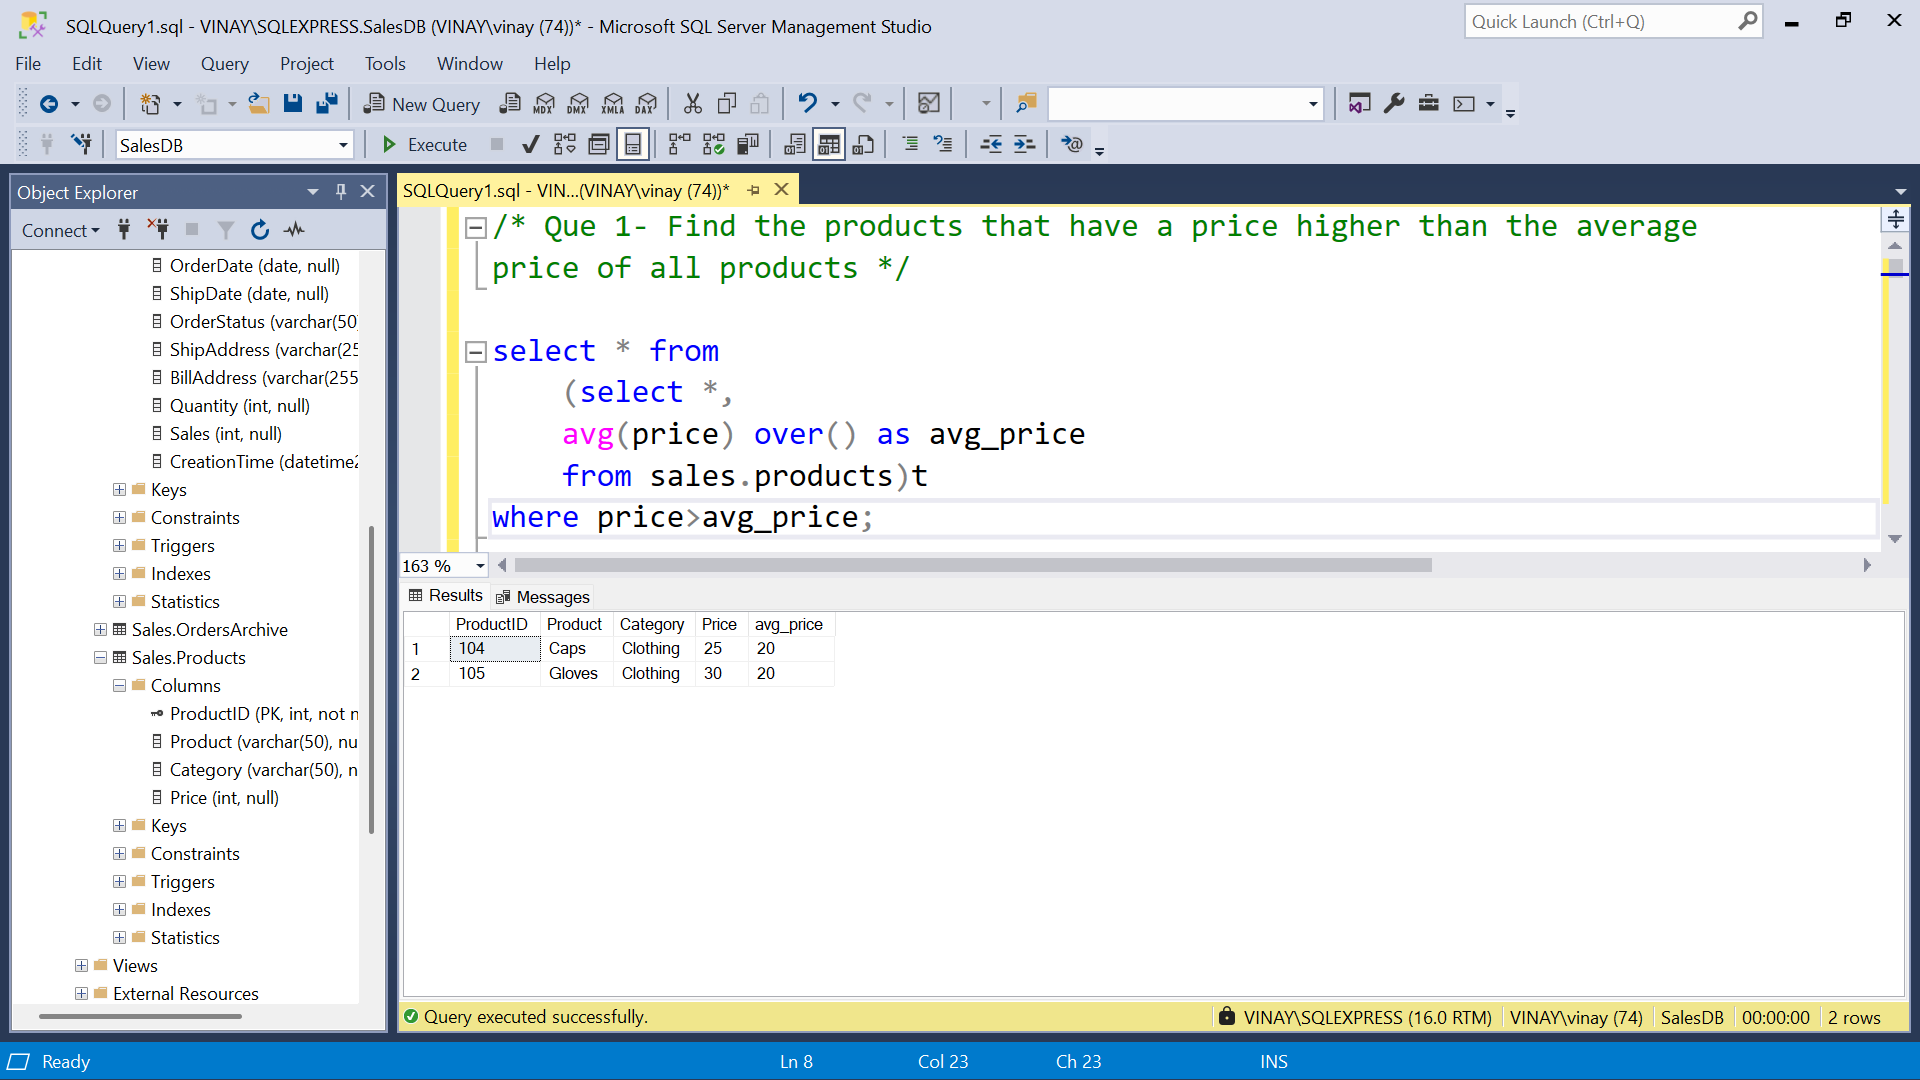 SQLQuery1.sql - VINAY\SQLEXPRESS.SalesDB (VINAY\vinay (74))* - Microsoft SQL Server Management Studio
Quick Launch (Ctrl+Q)
File Edit View Query Project Tools Window Help
New Query MDX DMX XMLA DAX
SalesDB Execute
Object Explorer
Connect
OrderDate (date, null)
ShipDate (date, null)
OrderStatus (varchar(50)
ShipAddress (varchar(25
BillAddress (varchar(255
Quantity (int, null)
Sales (int, null)
CreationTime (datetime2
Keys
Constraints
Triggers
Indexes
Statistics
Sales.OrdersArchive
Sales.Products
Columns
ProductID (PK, int, not n
Product (varchar(50), nu
Category (varchar(50), n
Price (int, null)
Keys
Constraints
Triggers
Indexes
Statistics
Views
External Resources
SQLQuery1.sql - VIN...(VINAY\vinay (74))*
/* Que 1- Find the products that have a price higher than the average
price of all products */
select * from
(select *,
avg(price) over() as avg_price
from sales.products)t
where price>avg_price;
163 %
Results Messages
ProductID Product Category Price avg_price
1 104 Caps Clothing 25 20
2 105 Gloves Clothing 30 20
Query executed successfully. VINAY\SQLEXPRESS (16.0 RTM) VINAY\vinay (74) SalesDB 00:00:00 2 rows
Ready Ln 8 Col 23 Ch 23 INS